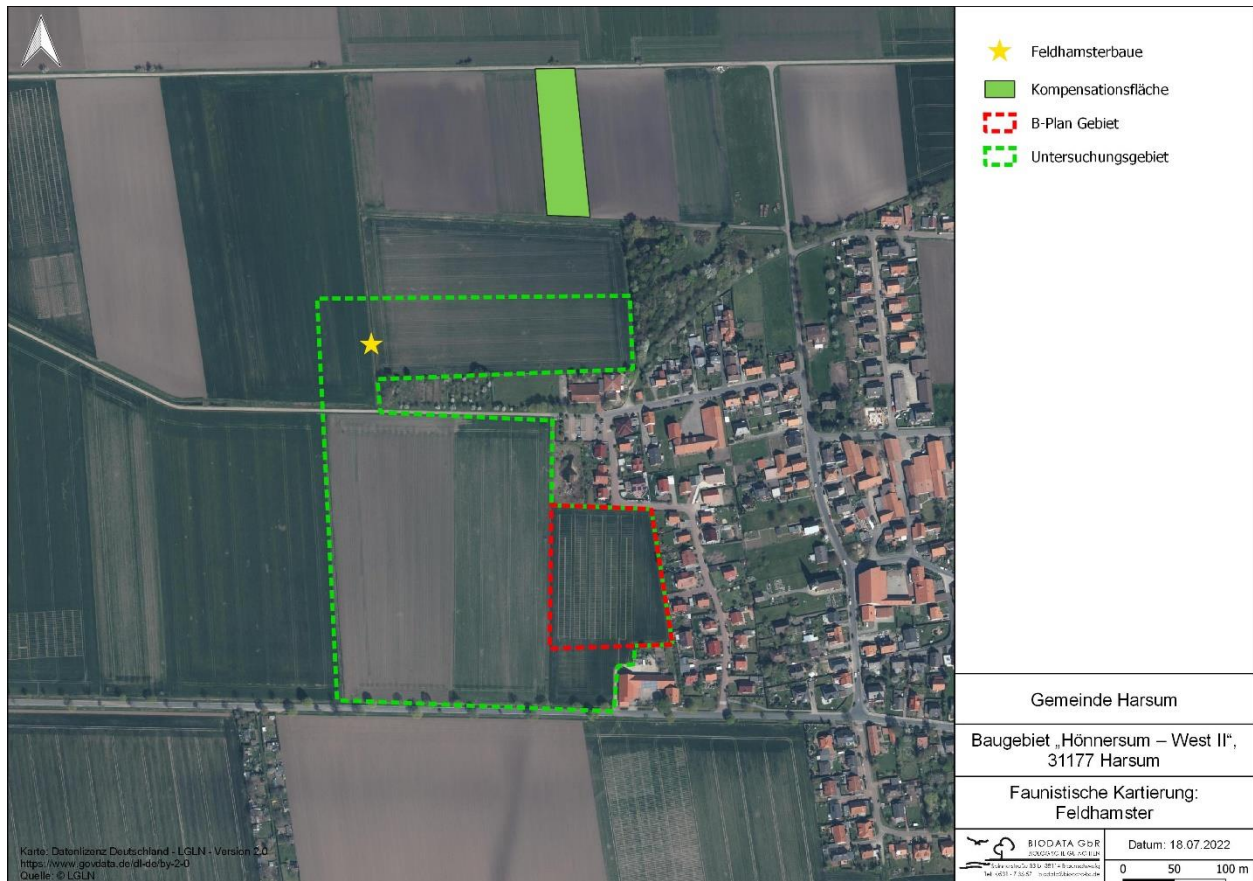 Feldhamsterbaue
Kompensationsfläche
B-Plan Gebiet
Untersuchungsgebiet
Gemeinde Harsum
Baugebiet „Hönnersum – West II“,
31177 Harsum
Faunistische Kartierung:
Feldhamster
BIODATA GbR
Datum: 18.07.2022
0 50 100 m
Karte: Datenlizenz Deutschland - LGLN - Version 2.0
https://www.govdata.de/dl-de/by-2-0
Quelle: © LGLN